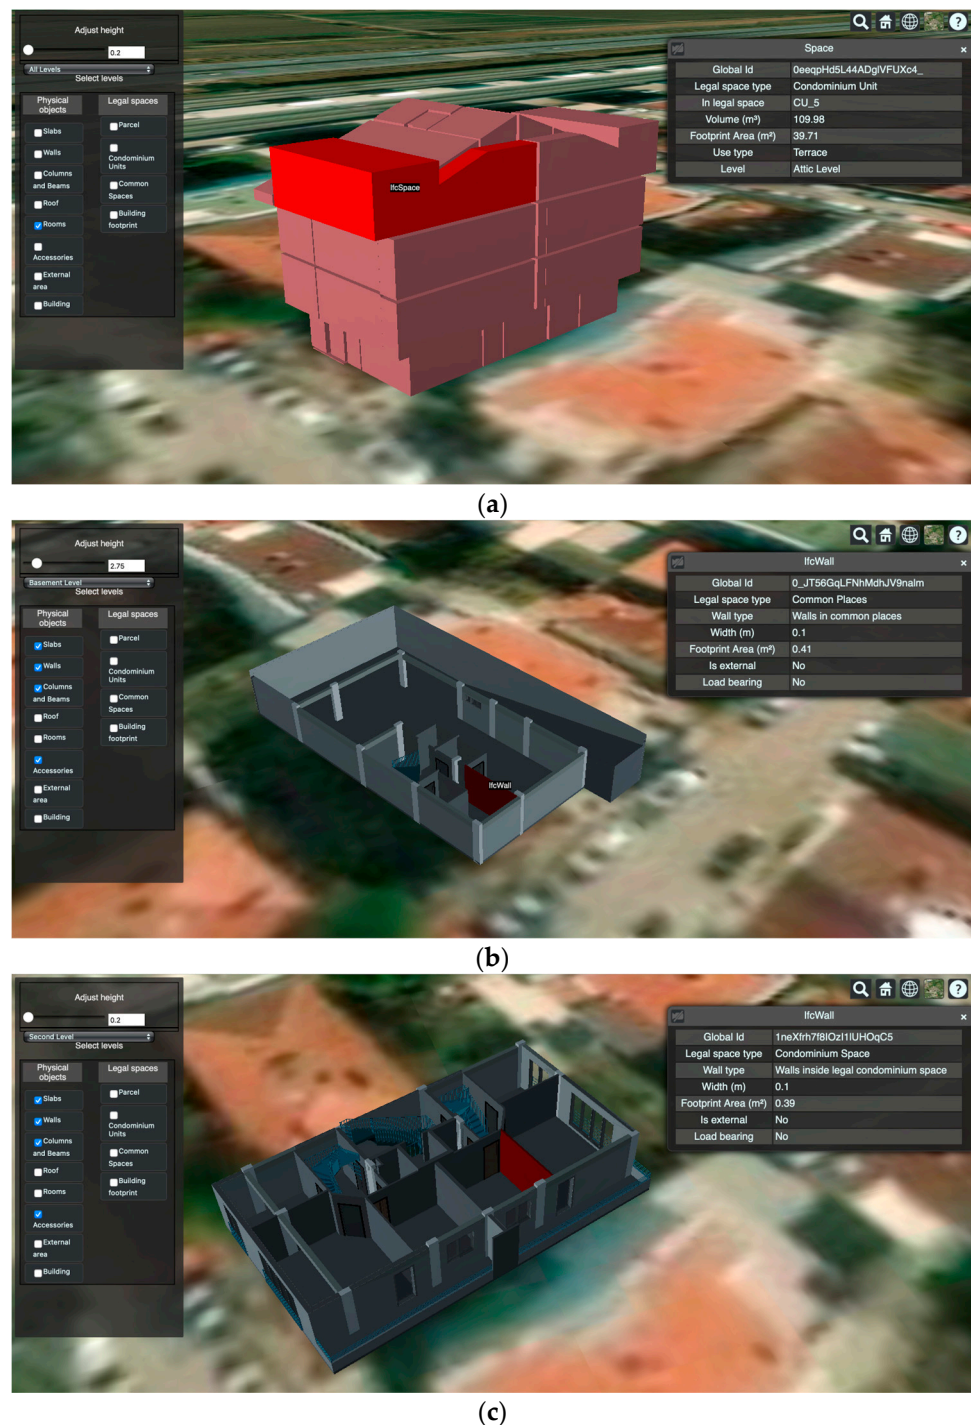 Adjust height
0.2
All Levels
Select levels
Physical objects
Legal spaces
Slabs
Walls
Columns and Beams
Roof
Rooms
Accessories
External area
Building
Parcel
Condominium Units
Common Spaces
Building footprint
IfcSpace
?
Space
×
Global Id 0eeqpHd5L44ADglVFUXc4_
Legal space type Condominium Unit
In legal space CU_5
Volume (m³) 109.98
Footprint Area (m²) 39.71
Use type Terrace
Level Attic Level
(a)
Adjust height
2.75
Basement Level
Select levels
Physical objects
Legal spaces
Slabs
Walls
Columns and Beams
Roof
Rooms
Accessories
External area
Building
Parcel
Condominium Units
Common Spaces
Building footprint
IfcWall
?
IfcWall
×
Global Id 0_JT56GqLFNhMdhJV9nalm
Legal space type Common Places
Wall type Walls in common places
Width (m) 0.1
Footprint Area (m²) 0.41
Is external No
Load bearing No
(b)
Adjust height
0.2
Second Level
Select levels
Physical objects
Legal spaces
Slabs
Walls
Columns and Beams
Roof
Rooms
Accessories
External area
Building
Parcel
Condominium Units
Common Spaces
Building footprint
?
IfcWall
×
Global Id 1neXfrh7f8IOzI1IUHOqC5
Legal space type Condominium Space
Wall type Walls inside legal condominium space
Width (m) 0.1
Footprint Area (m²) 0.39
Is external No
Load bearing No
(c)